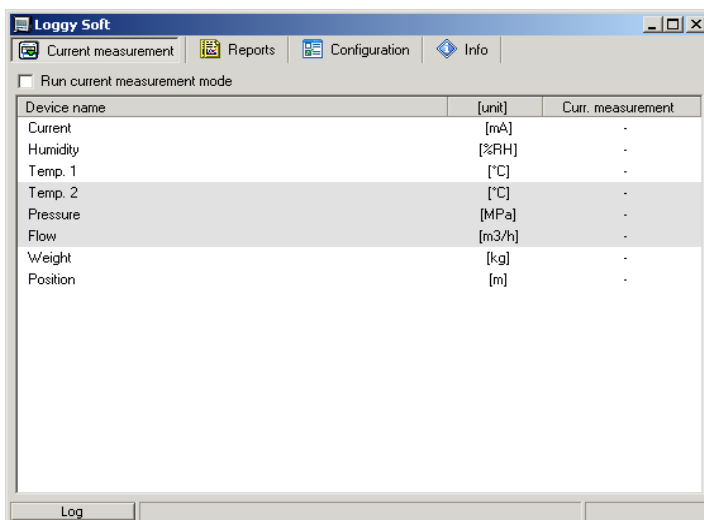 Loggy Soft
Current measurement Reports Configuration Info
Run current measurement mode
Device name [unit] Curr. measurement
Current [mA] -
Humidity [%RH] -
Temp. 1 [°C] -
Temp. 2 [°C] -
Pressure [MPa] -
Flow [m3/h] -
Weight [kg] -
Position [m] -
Log